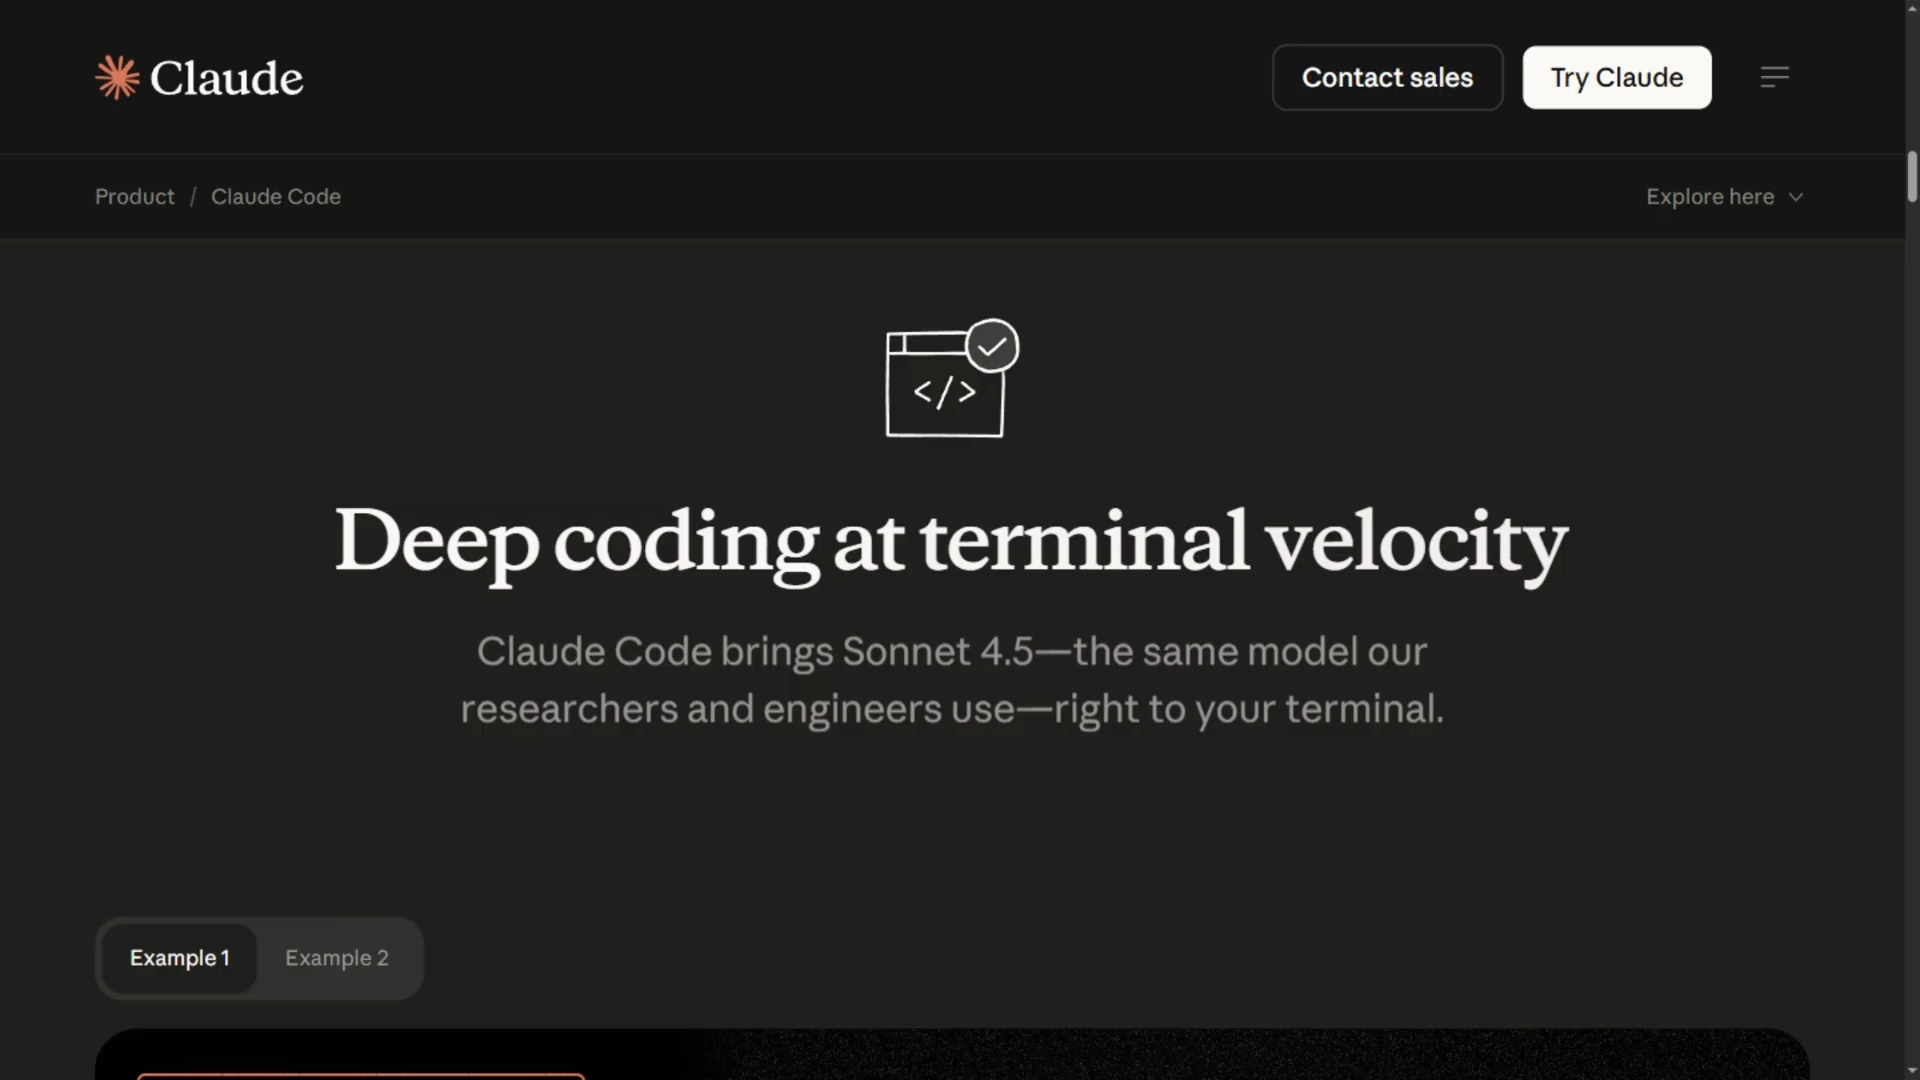 Claude
Contact sales
Try Claude
Product / Claude Code
Explore here
</>
Deep coding at terminal velocity
Claude Code brings Sonnet 4.5—the same model our
researchers and engineers use—right to your terminal.
Example 1
Example 2